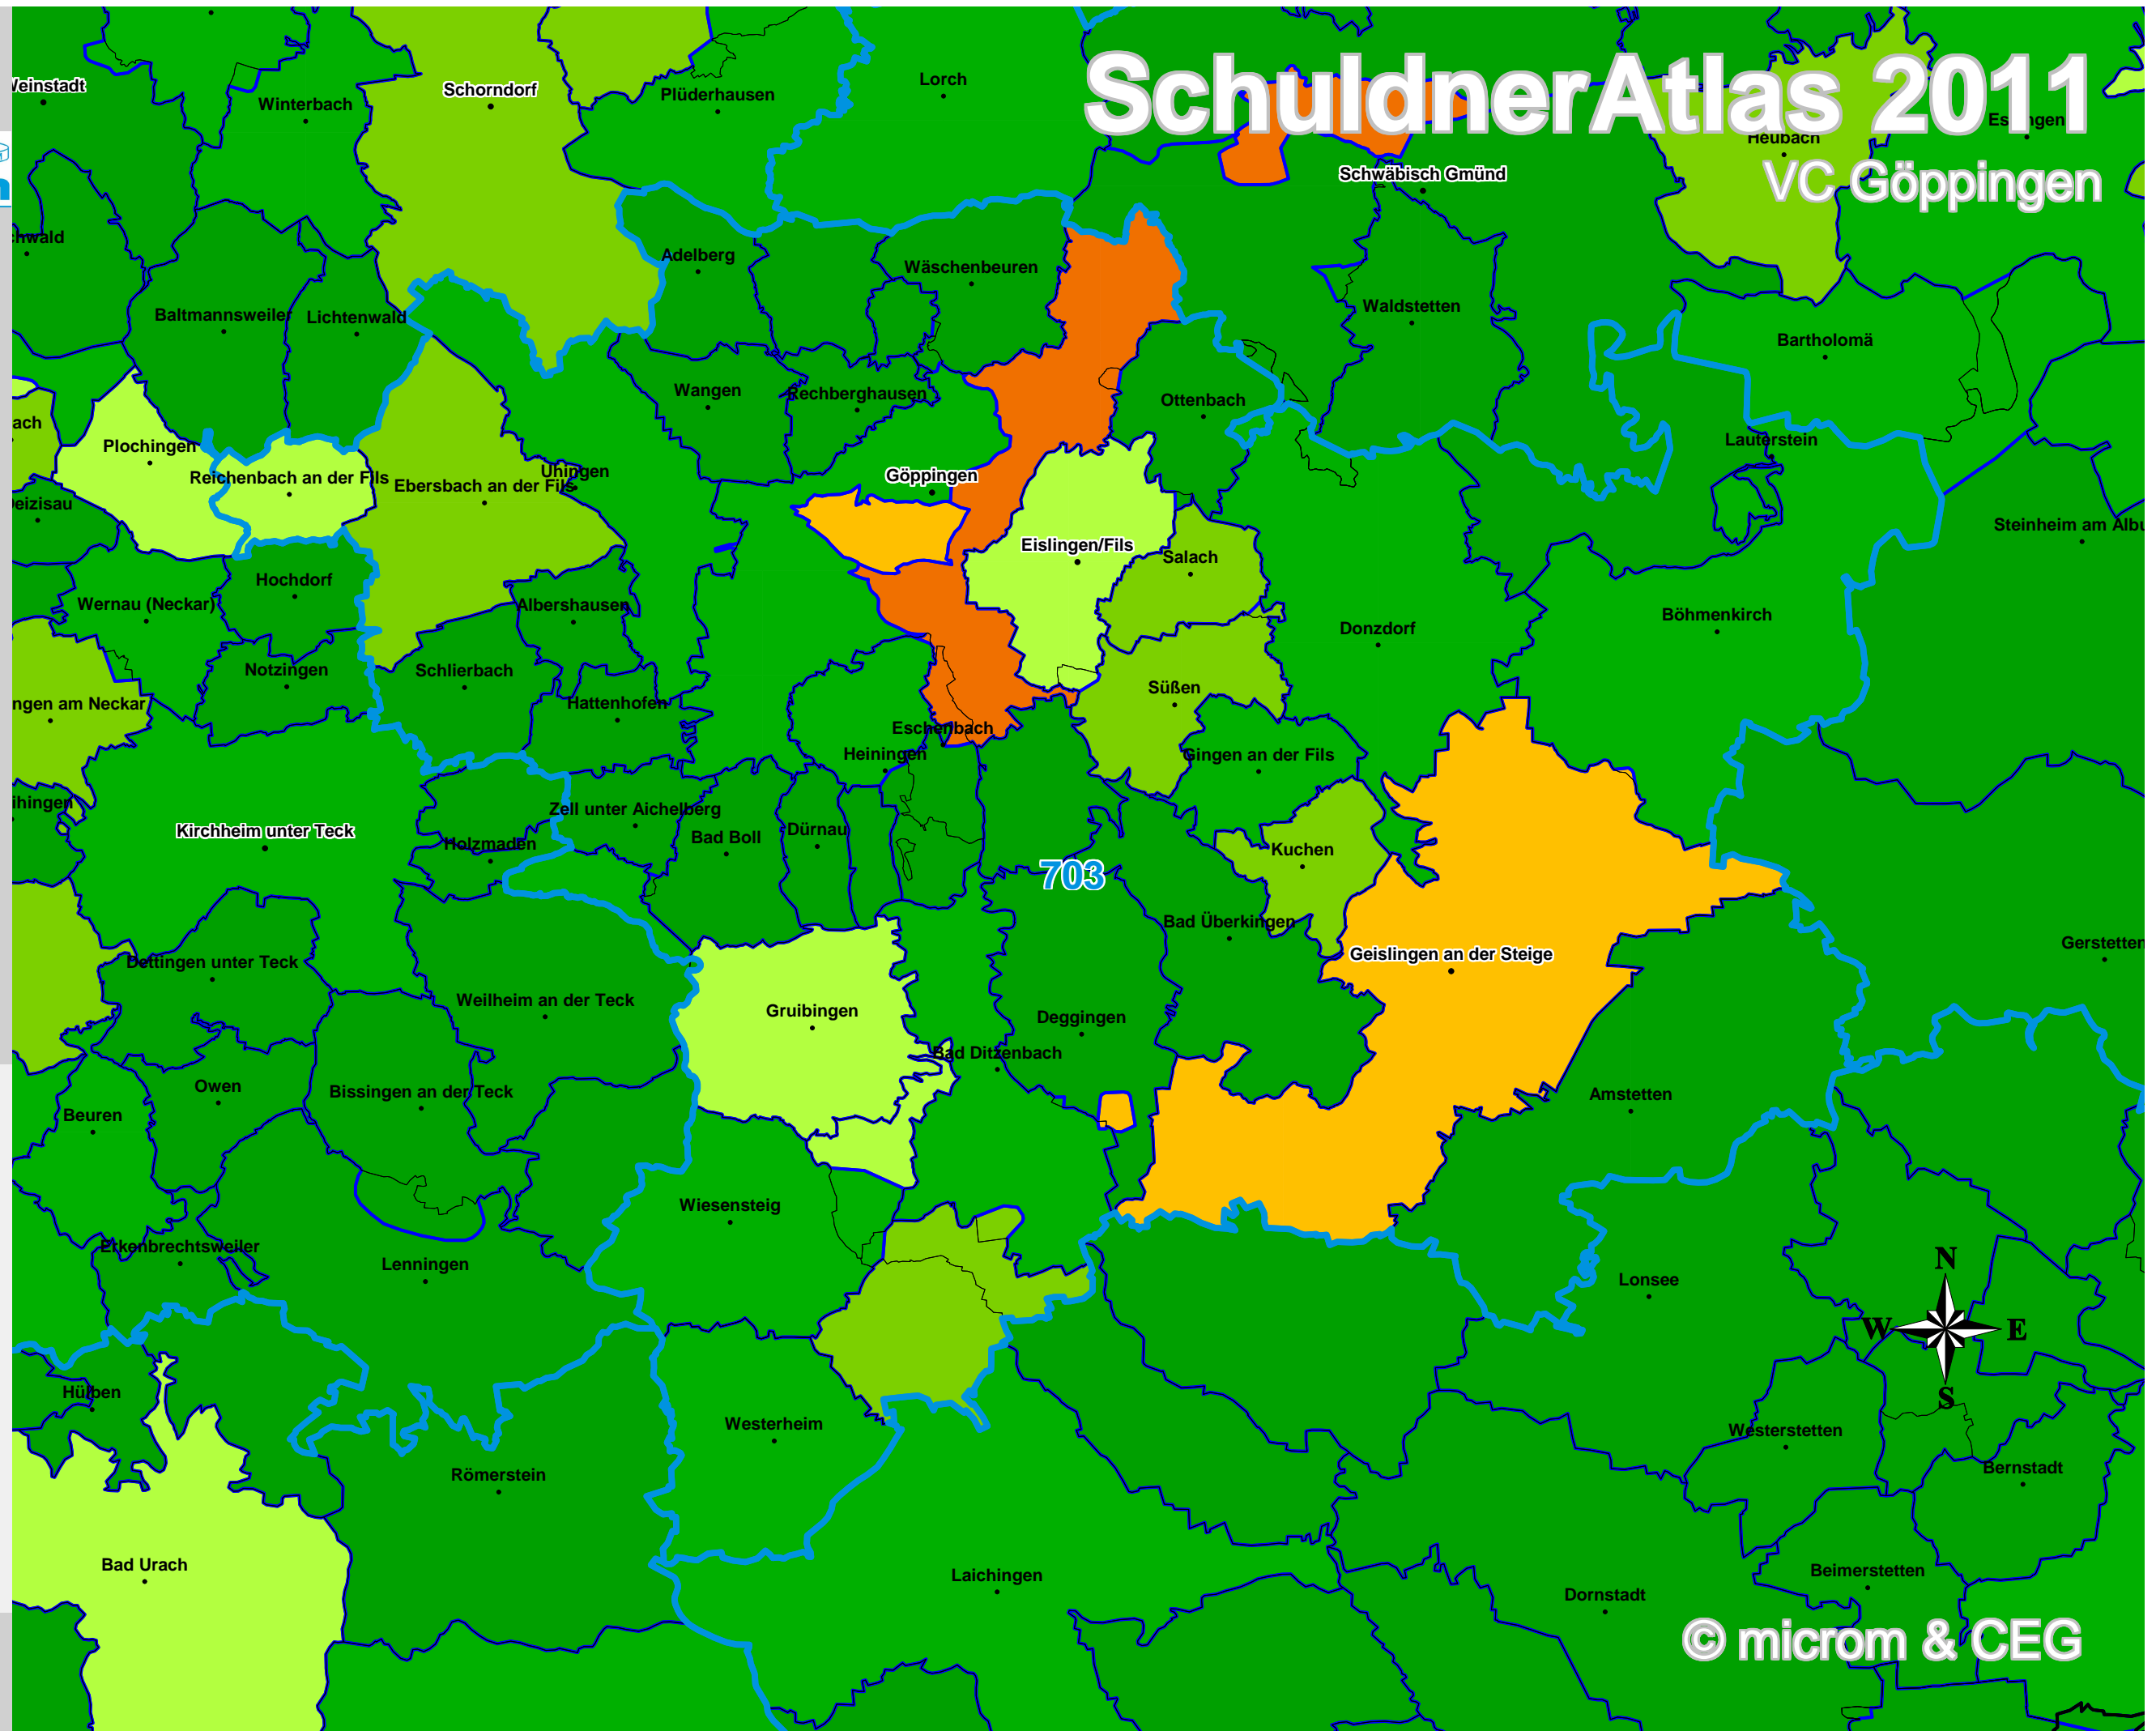 SchuldnerAtlas 2011
VC Göppingen
Lorch
Schorndorf
Plüderhausen
Winterbach
Heubach
Schwäbisch Gmünd
Adelberg
Wäschenbeuren
Waldstetten
Baltmannsweiler
Lichtenwald
Bartholomä
Wangen
Rechberghausen
Ottenbach
Lauterstein
Plochingen
Reichenbach an der Fils
Ebersbach an der Fils
Uhingen
Göppingen
Eislingen/Fils
Salach
Hochdorf
Wernau (Neckar)
Albershausen
Donzdorf
Böhmenkirch
Notzingen
Schlierbach
Hattenhofen
Süßen
Eschenbach
Heiningen
Gingen an der Fils
Kirchheim unter Teck
Zell unter Aichelberg
Bad Boll
Dürnau
Holzmaden
703
Kuchen
Bad Überkingen
Geislingen an der Steige
Gerstetten
Dettingen unter Teck
Weilheim an der Teck
Gruibingen
Deggingen
Bad Ditzenbach
Owen
Bissingen an der Teck
Beuren
Amstetten
Wiesensteig
Erkenbrechtsweiler
Lenningen
Lonsee
N
W
E
S
Hülben
Westerheim
Westerstetten
Römerstein
Bernstadt
Bad Urach
Laichingen
Beimerstetten
Dornstadt
© microm & CEG